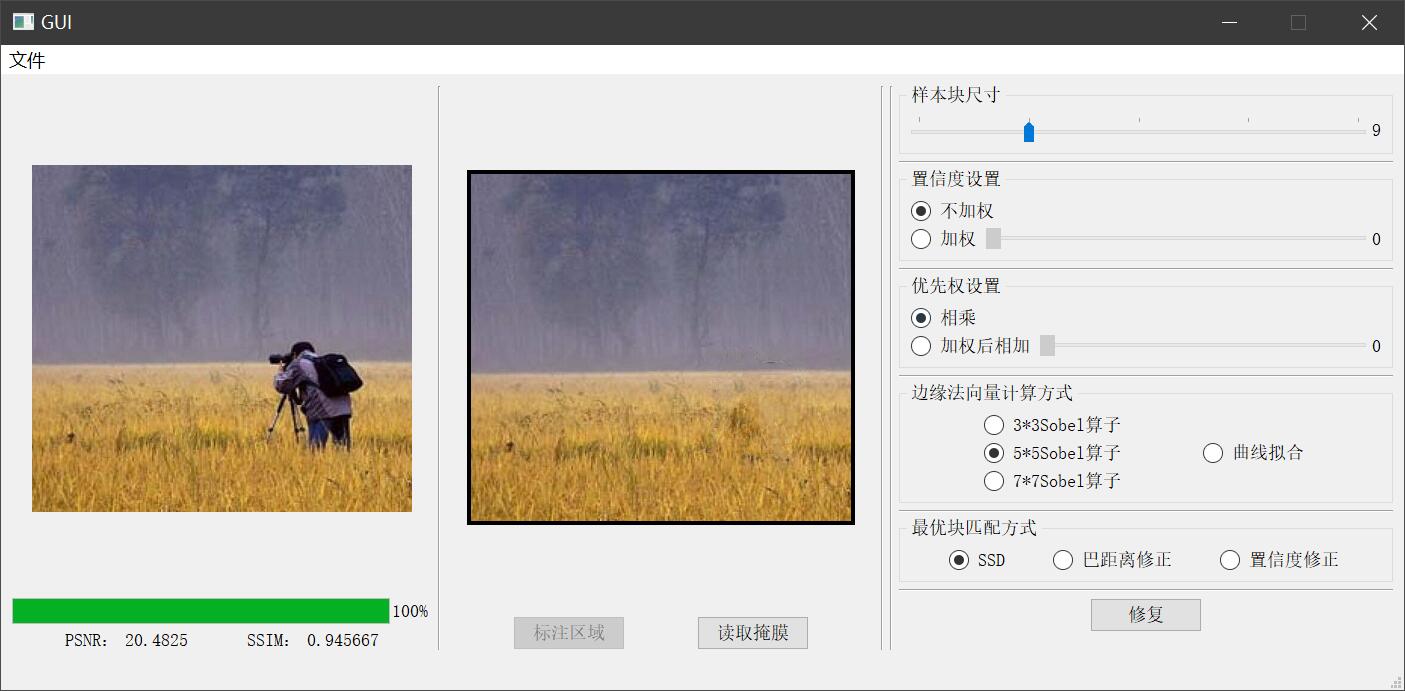 GUI
文件
100%
PSNR: 20.4825 SSIM: 0.945667
标注区域 读取掩膜
样本块尺寸
9
置信度设置
不加权
加权 0
优先权设置
相乘
加权后相加 0
边缘法向量计算方式
3*3Sobel算子
5*5Sobel算子 曲线拟合
7*7Sobel算子
最优块匹配方式
SSD 巴距离修正 置信度修正
修复